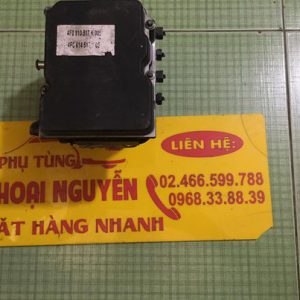 LIÊN HỆ:
PHỤ TÙNG
HOẠI NGUYỄN
02.466.599.788
0968.33.88.39
ẶT HÀNG NHANH